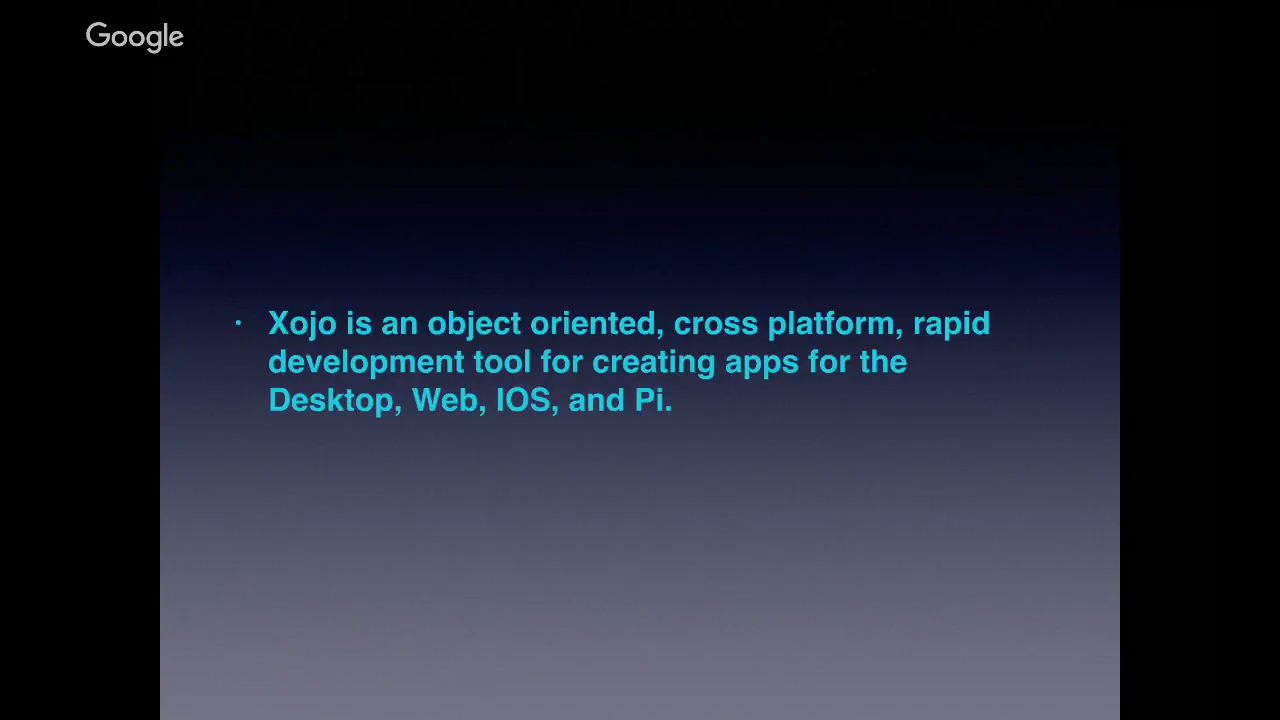 Google
· Xojo is an object oriented, cross platform, rapid
development tool for creating apps for the
Desktop, Web, IOS, and Pi.